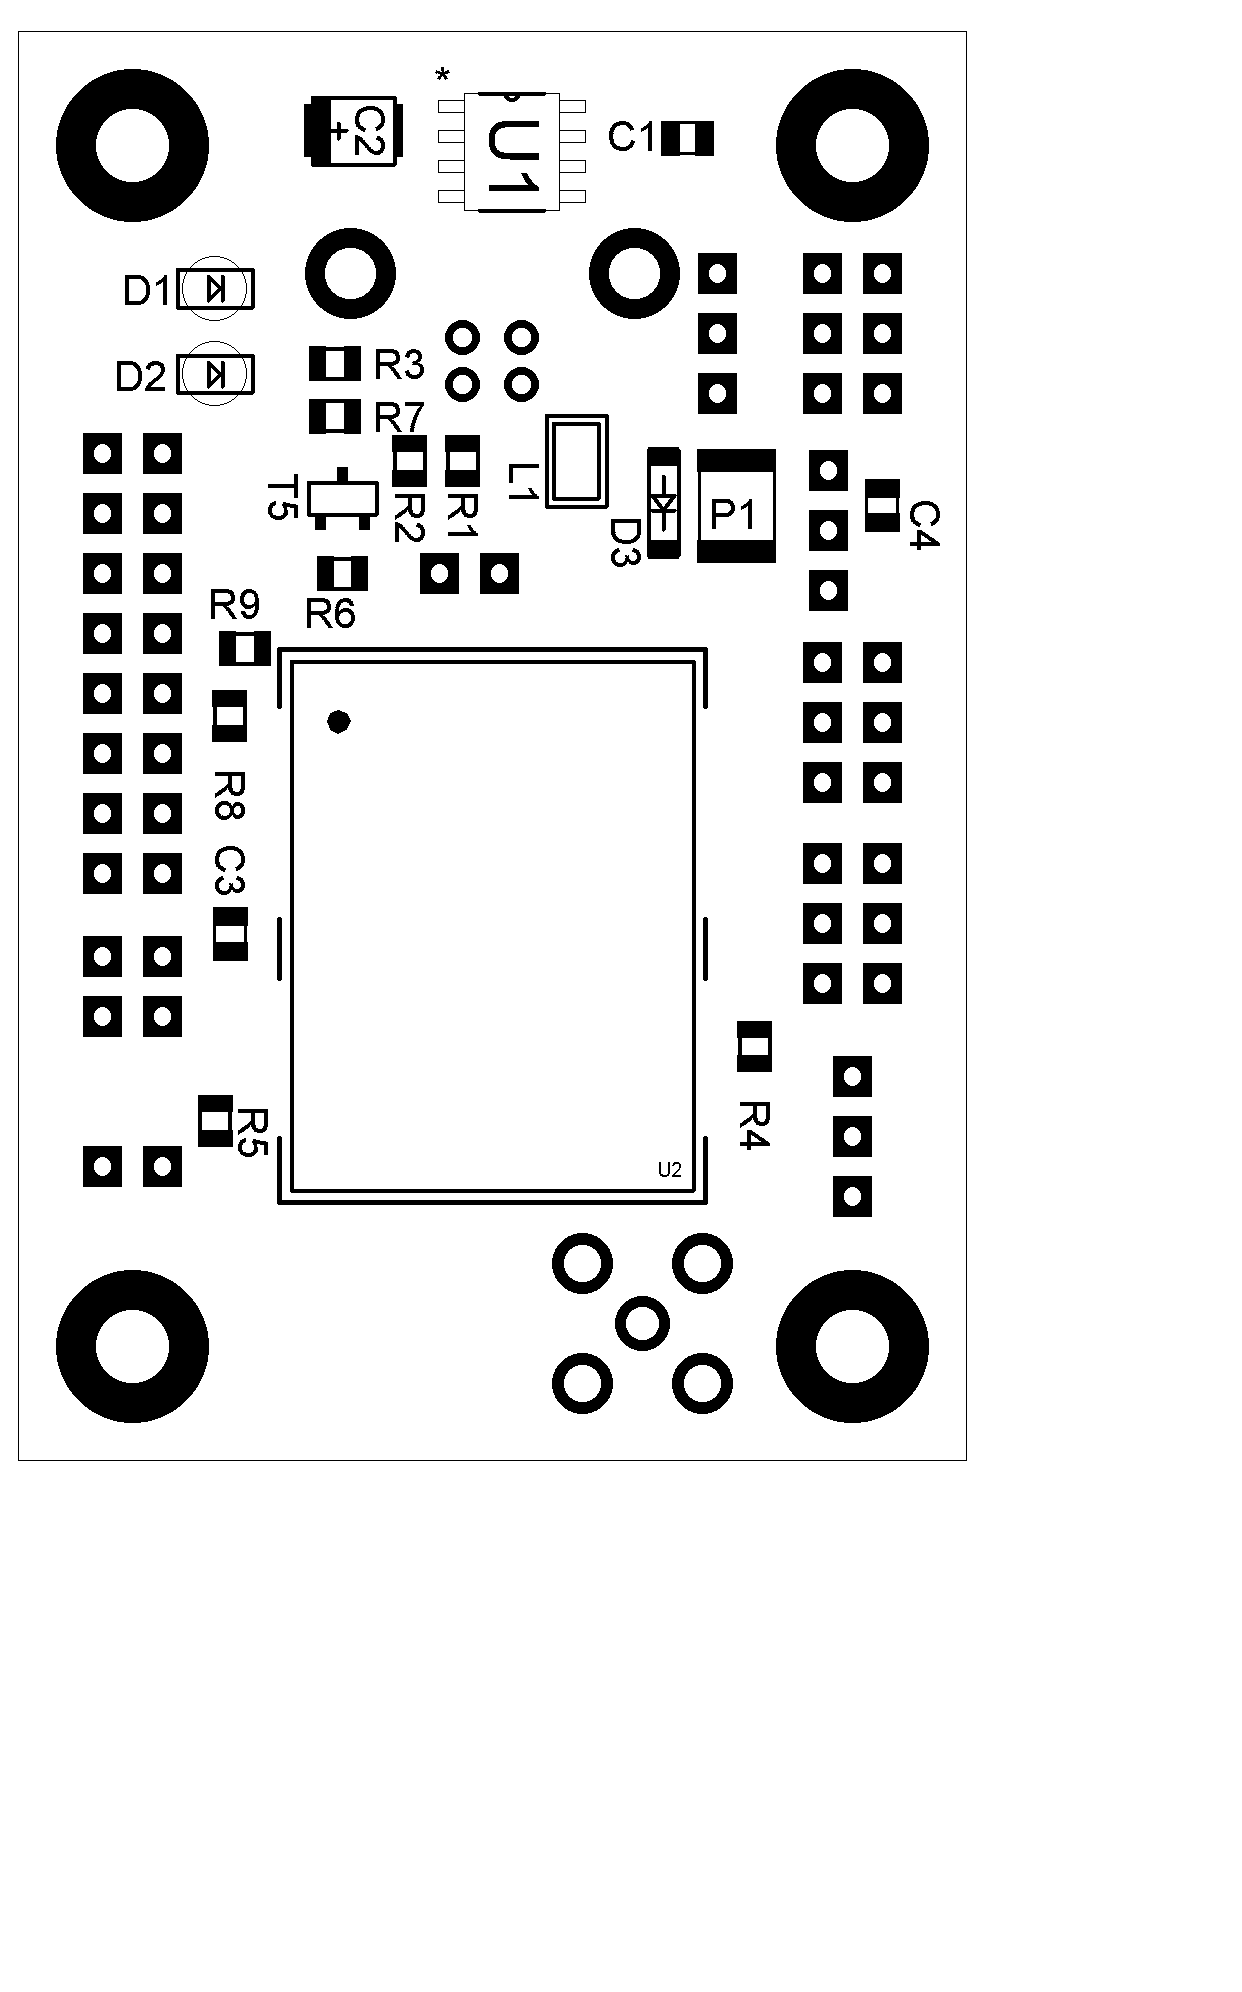 *
C2
+
U1
C1
D1
D2
R3
R7
T5
R2
R1
L1
D3
P1
C4
R9
R6
R8
C3
R5
R4
U2